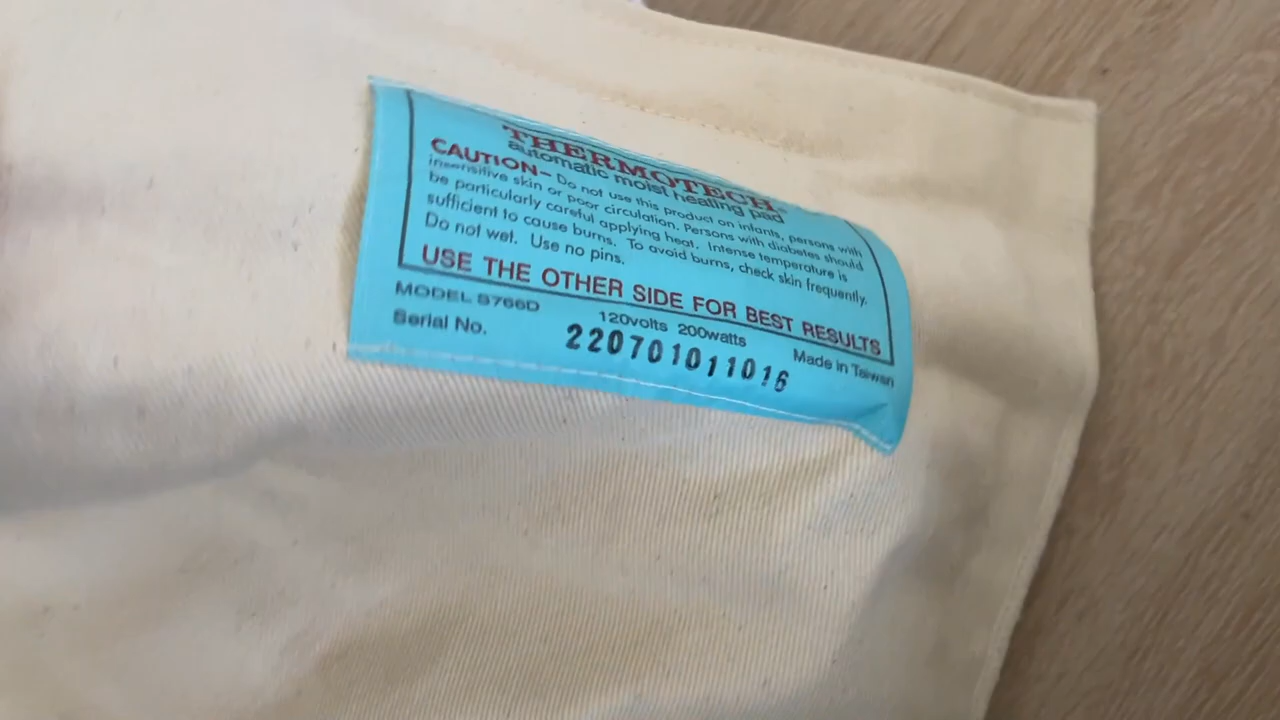 THERMOTECH
automatic moist heating pad
CAUTION- Do not use this product on infants, persons with
insensitive skin or poor circulation. Persons with diabetes should
be particularly careful applying heat. Intense temperature is
sufficient to cause burns. To avoid burns, check skin frequently.
Do not wet. Use no pins.
USE THE OTHER SIDE FOR BEST RESULTS
MODEL S766D 120volts 200watts Made in Taiwan
Serial No. 220701011016